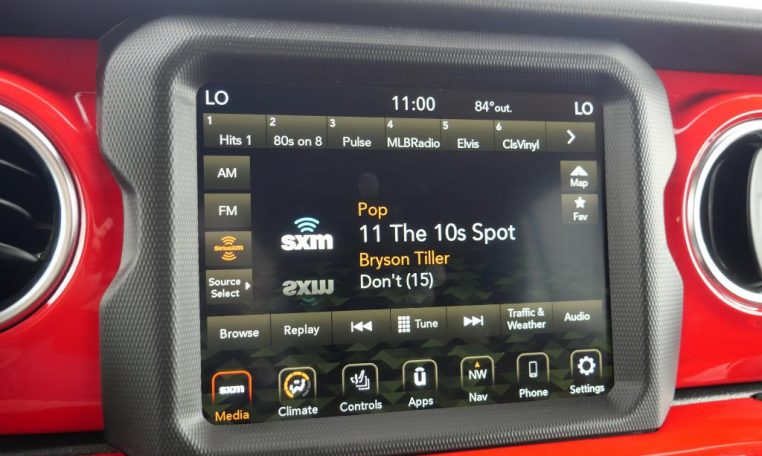 LO 11:00 84°out. LO
1 2 3 4 5 6
Hits 1 80s on 8 Pulse MLBRadio Elvis ClsVinyl
AM
Map
FM
Fav
SiriusXM
Source
Select
sxm
sxm
Pop
11 The 10s Spot
Bryson Tiller
Don't (15)
Browse Replay Tune Traffic &
Weather Audio
sxm
Media Climate Controls
u
Apps
NW
Nav Phone Settings